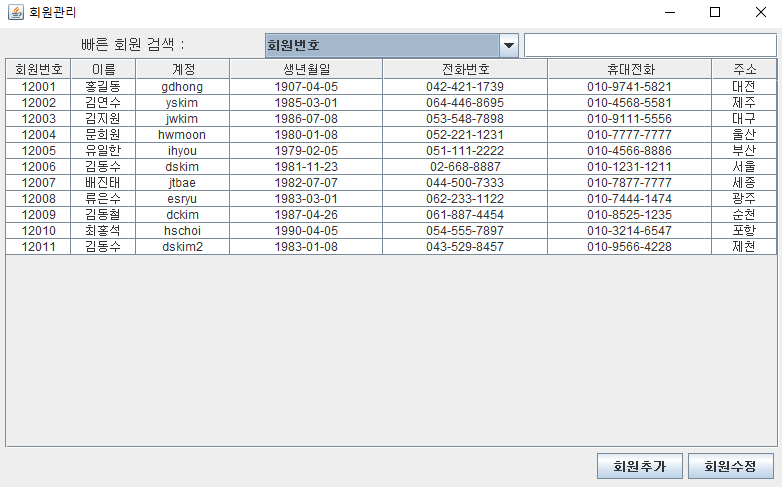 회원관리
빠른 회원 검색 : 회원번호
회원번호 이름 계정 생년월일 전화번호 휴대전화 주소
12001 홍길동 gdhong 1907-04-05 042-421-1739 010-9741-5821 대전
12002 김연수 yskim 1985-03-01 064-446-8695 010-4568-5581 제주
12003 김지원 jwkim 1986-07-08 053-548-7898 010-9111-5556 대구
12004 문희원 hwmoon 1980-01-08 052-221-1231 010-7777-7777 울산
12005 유일한 ihyou 1979-02-05 051-111-2222 010-4566-8886 부산
12006 김동수 dskim 1981-11-23 02-668-8887 010-1231-1211 서울
12007 배진태 jtbae 1982-07-07 044-500-7333 010-7877-7777 세종
12008 류은수 esryu 1983-03-01 062-233-1122 010-7444-1474 광주
12009 김동철 dckim 1987-04-26 061-887-4454 010-8525-1235 순천
12010 최홍석 hschoi 1990-04-05 054-555-7897 010-3214-6547 포항
12011 김동수 dskim2 1983-01-08 043-529-8457 010-9566-4228 제천
회원추가 회원수정